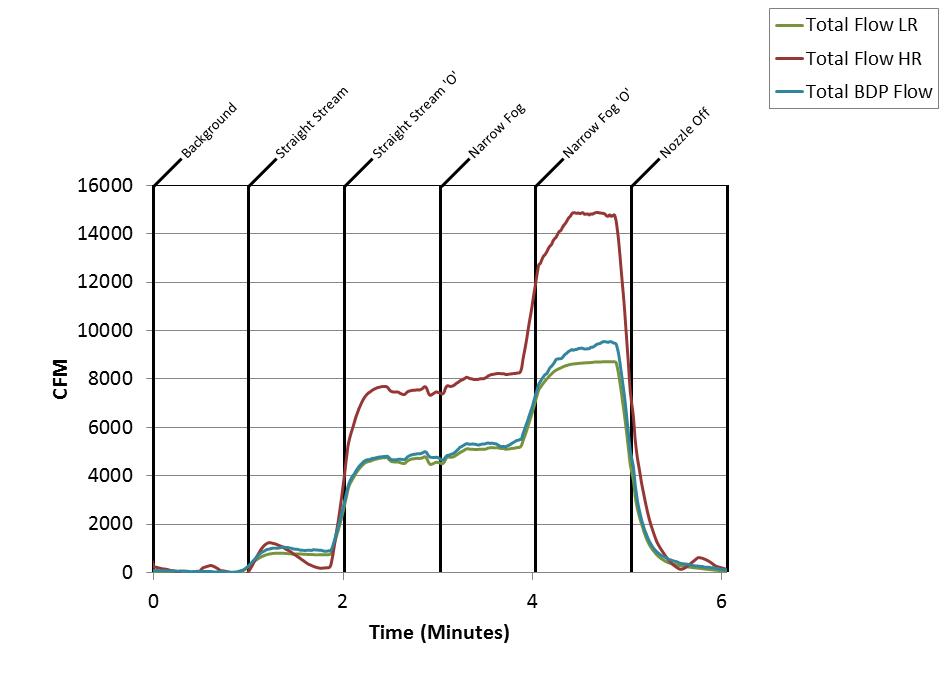 Total Flow LR
Total Flow HR
Total BDP Flow
Background
Straight Stream
Straight Stream 'O'
Narrow Fog
Narrow Fog 'O'
Nozzle Off
16000
14000
12000
10000
8000
6000
4000
2000
0
CFM
0 2 4 6
Time (Minutes)